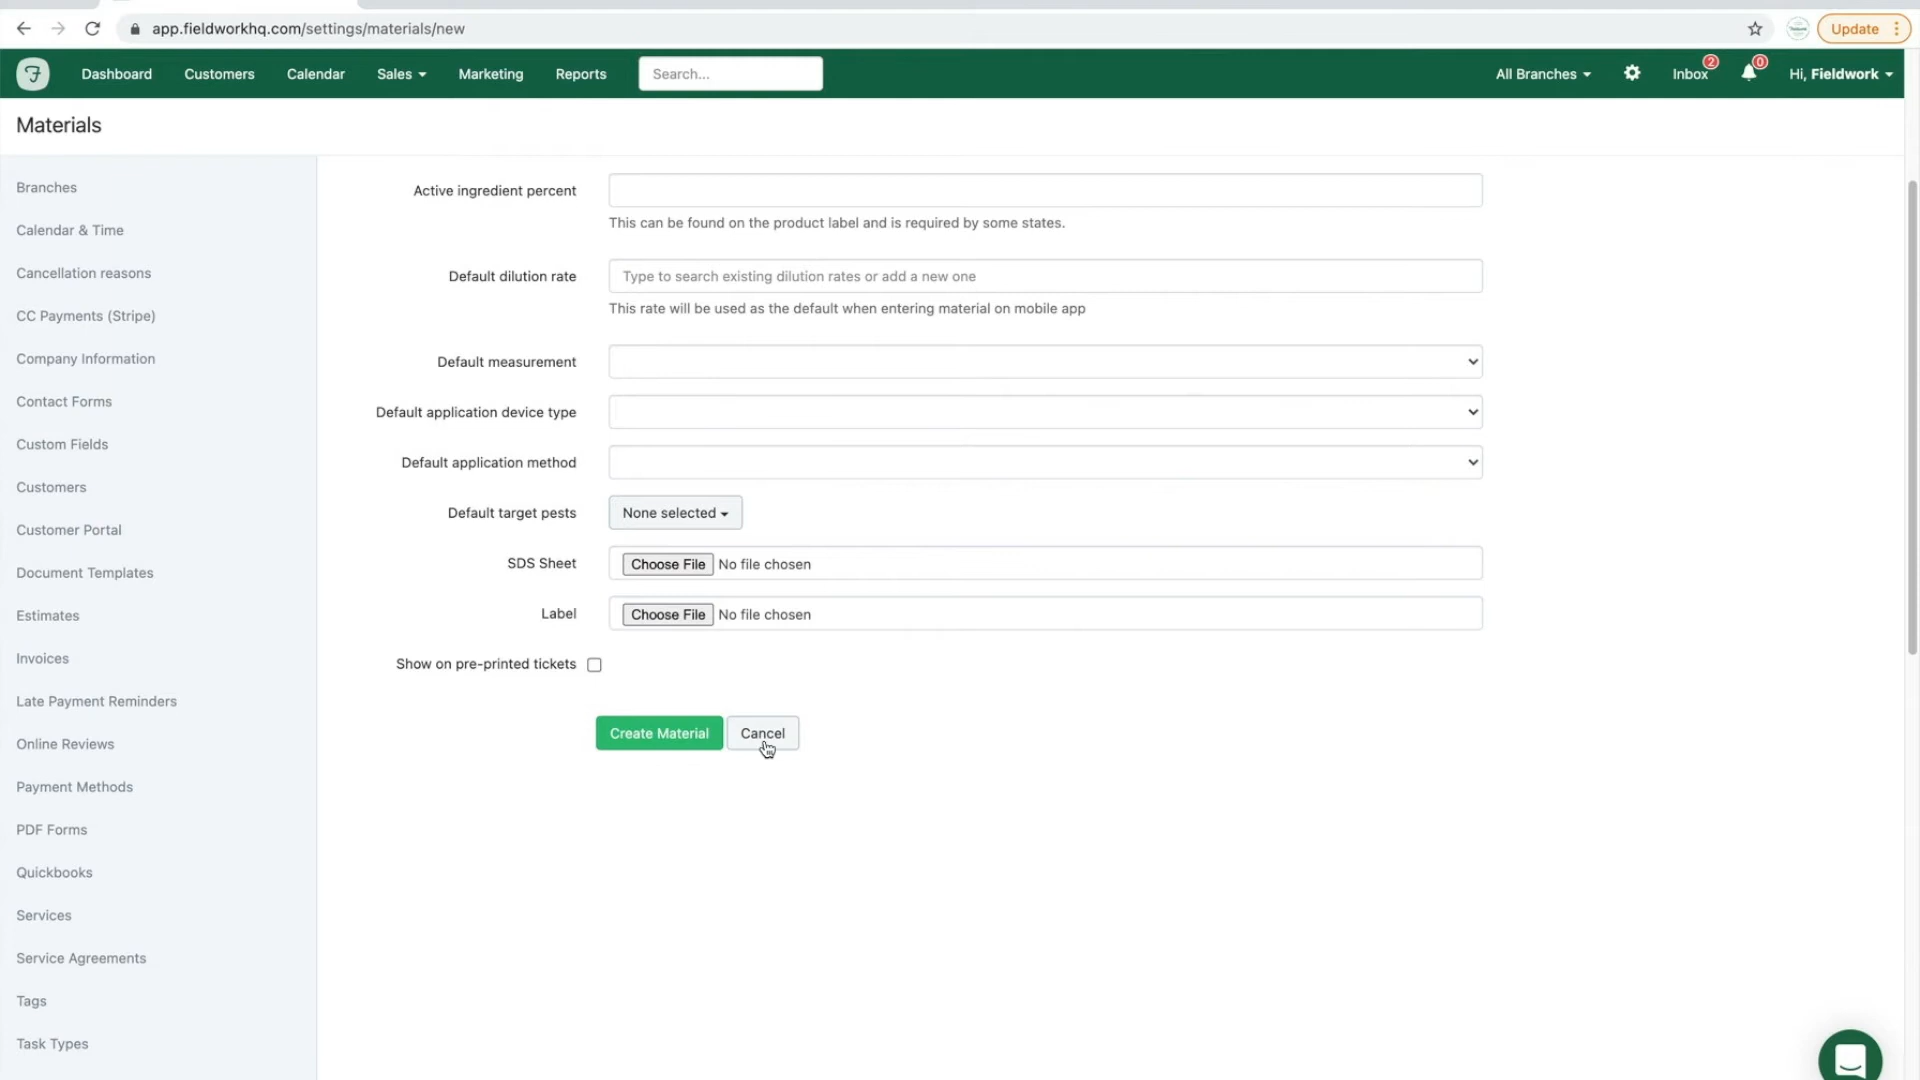 app.fieldworkhq.com/settings/materials/new
Update
Dashboard
Customers
Calendar
Sales
Marketing
Reports
Search...
All Branches
Inbox
2
0
Hi, Fieldwork
Materials
Branches
Calendar & Time
Cancellation reasons
CC Payments (Stripe)
Company Information
Contact Forms
Custom Fields
Customers
Customer Portal
Document Templates
Estimates
Invoices
Late Payment Reminders
Online Reviews
Payment Methods
PDF Forms
Quickbooks
Services
Service Agreements
Tags
Task Types
Active ingredient percent
This can be found on the product label and is required by some states.
Default dilution rate
Type to search existing dilution rates or add a new one
This rate will be used as the default when entering material on mobile app
Default measurement
Default application device type
Default application method
Default target pests
None selected
SDS Sheet
Choose File No file chosen
Label
Choose File No file chosen
Show on pre-printed tickets
Create Material
Cancel